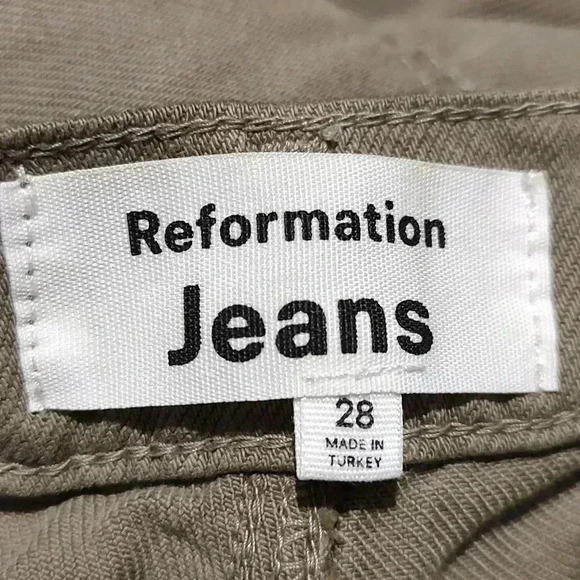 Reformation
Jeans
28
MADE IN
TURKEY